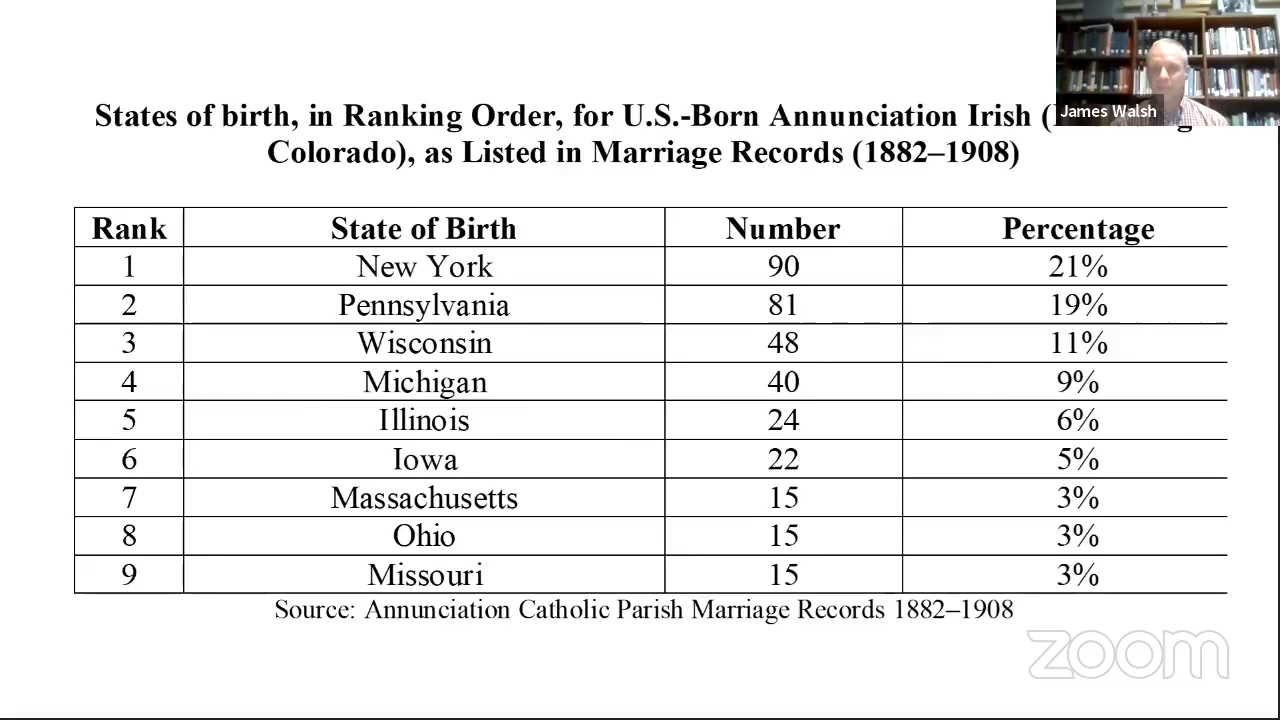 States of birth, in Ranking Order, for U.S.-Born Annunciation Irish (
James Walsh
Colorado), as Listed in Marriage Records (1882–1908)
Rank State of Birth Number Percentage
1 New York 90 21%
2 Pennsylvania 81 19%
3 Wisconsin 48 11%
4 Michigan 40 9%
5 Illinois 24 6%
6 Iowa 22 5%
7 Massachusetts 15 3%
8 Ohio 15 3%
9 Missouri 15 3%
Source: Annunciation Catholic Parish Marriage Records 1882–1908
zoom